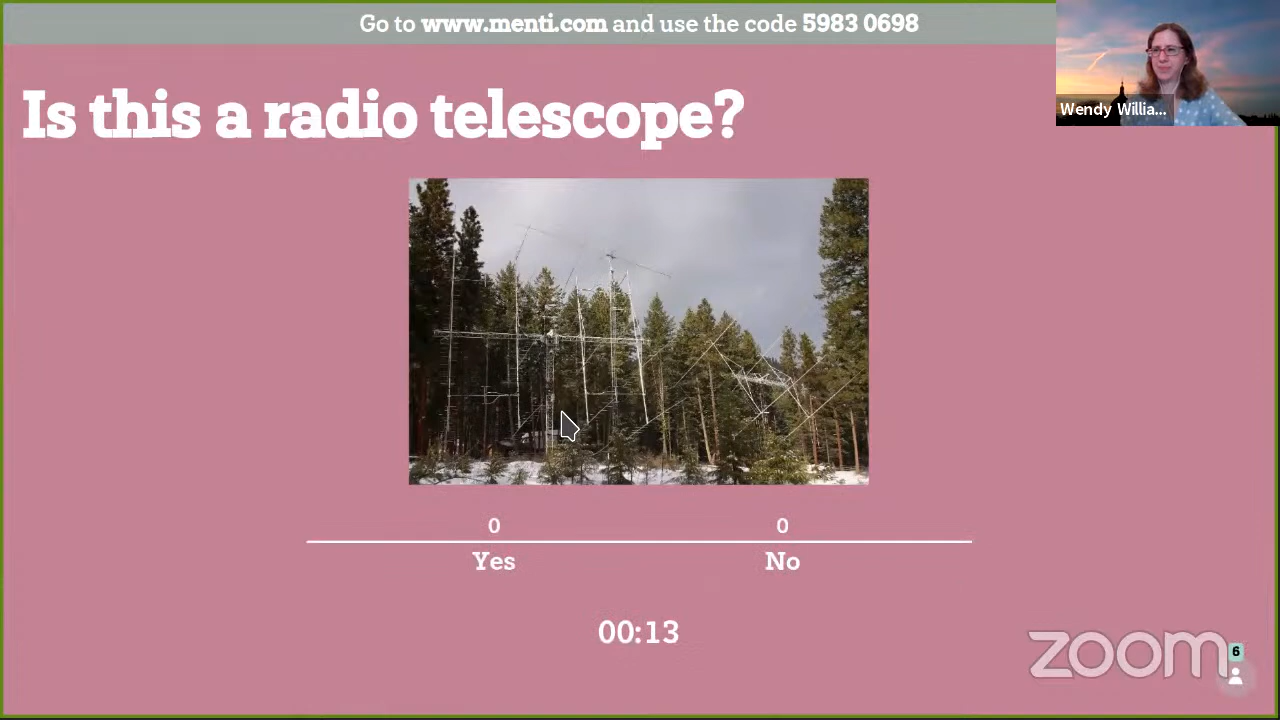 Go to www.menti.com and use the code 5983 0698
Wendy Willia...
Is this a radio telescope?
0
0
Yes
No
00:13
zoom
6